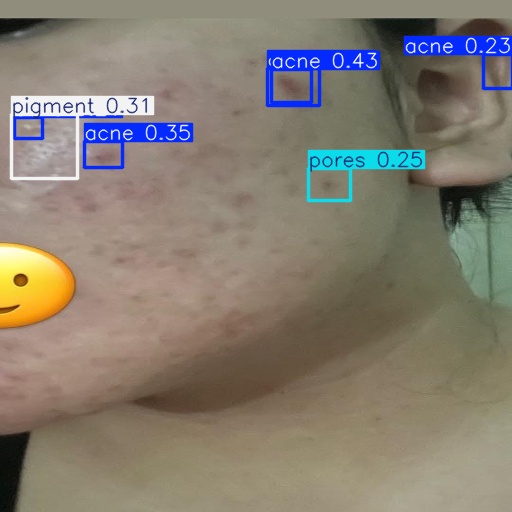 acne 0.23
acne 0.43
pigment 0.31
acne 0.35
pores 0.25